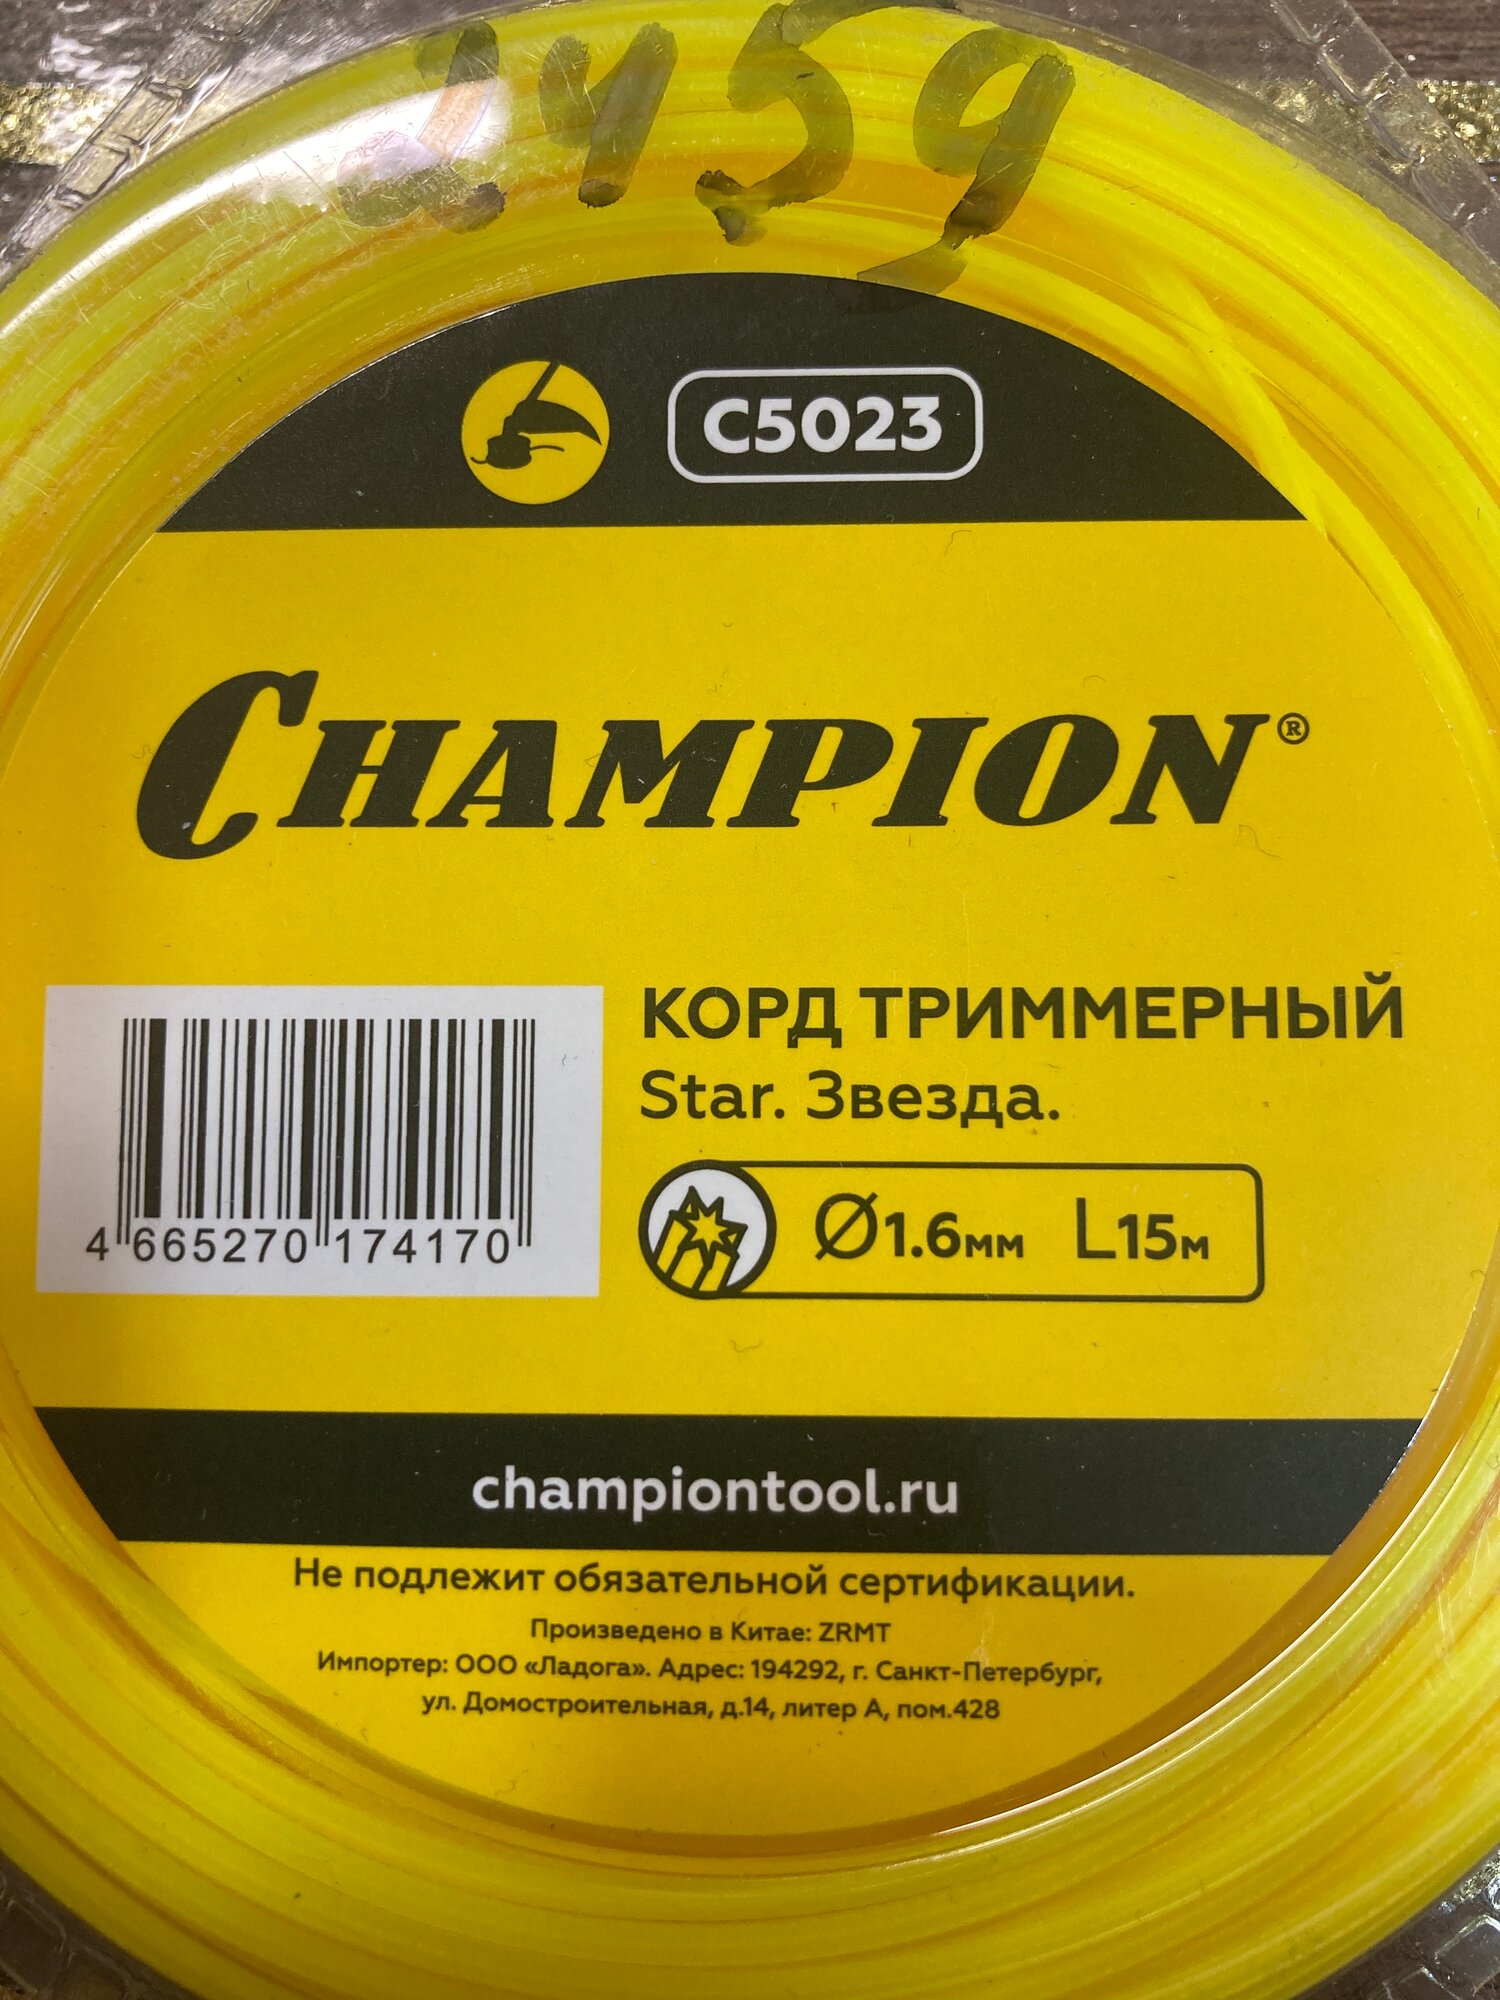 2459
C5023
CHAMPION®
КОРД ТРИММЕРНЫЙ
Star. Звезда.
Ø1.6мм L15м
4 665270 174170
championtool.ru
Не подлежит обязательной сертификации.
Произведено в Китае: ZRMT
Импортер: ООО «Ладога». Адрес: 194292, г. Санкт-Петербург,
ул. Домостроительная, д.14, литер А, пом.428